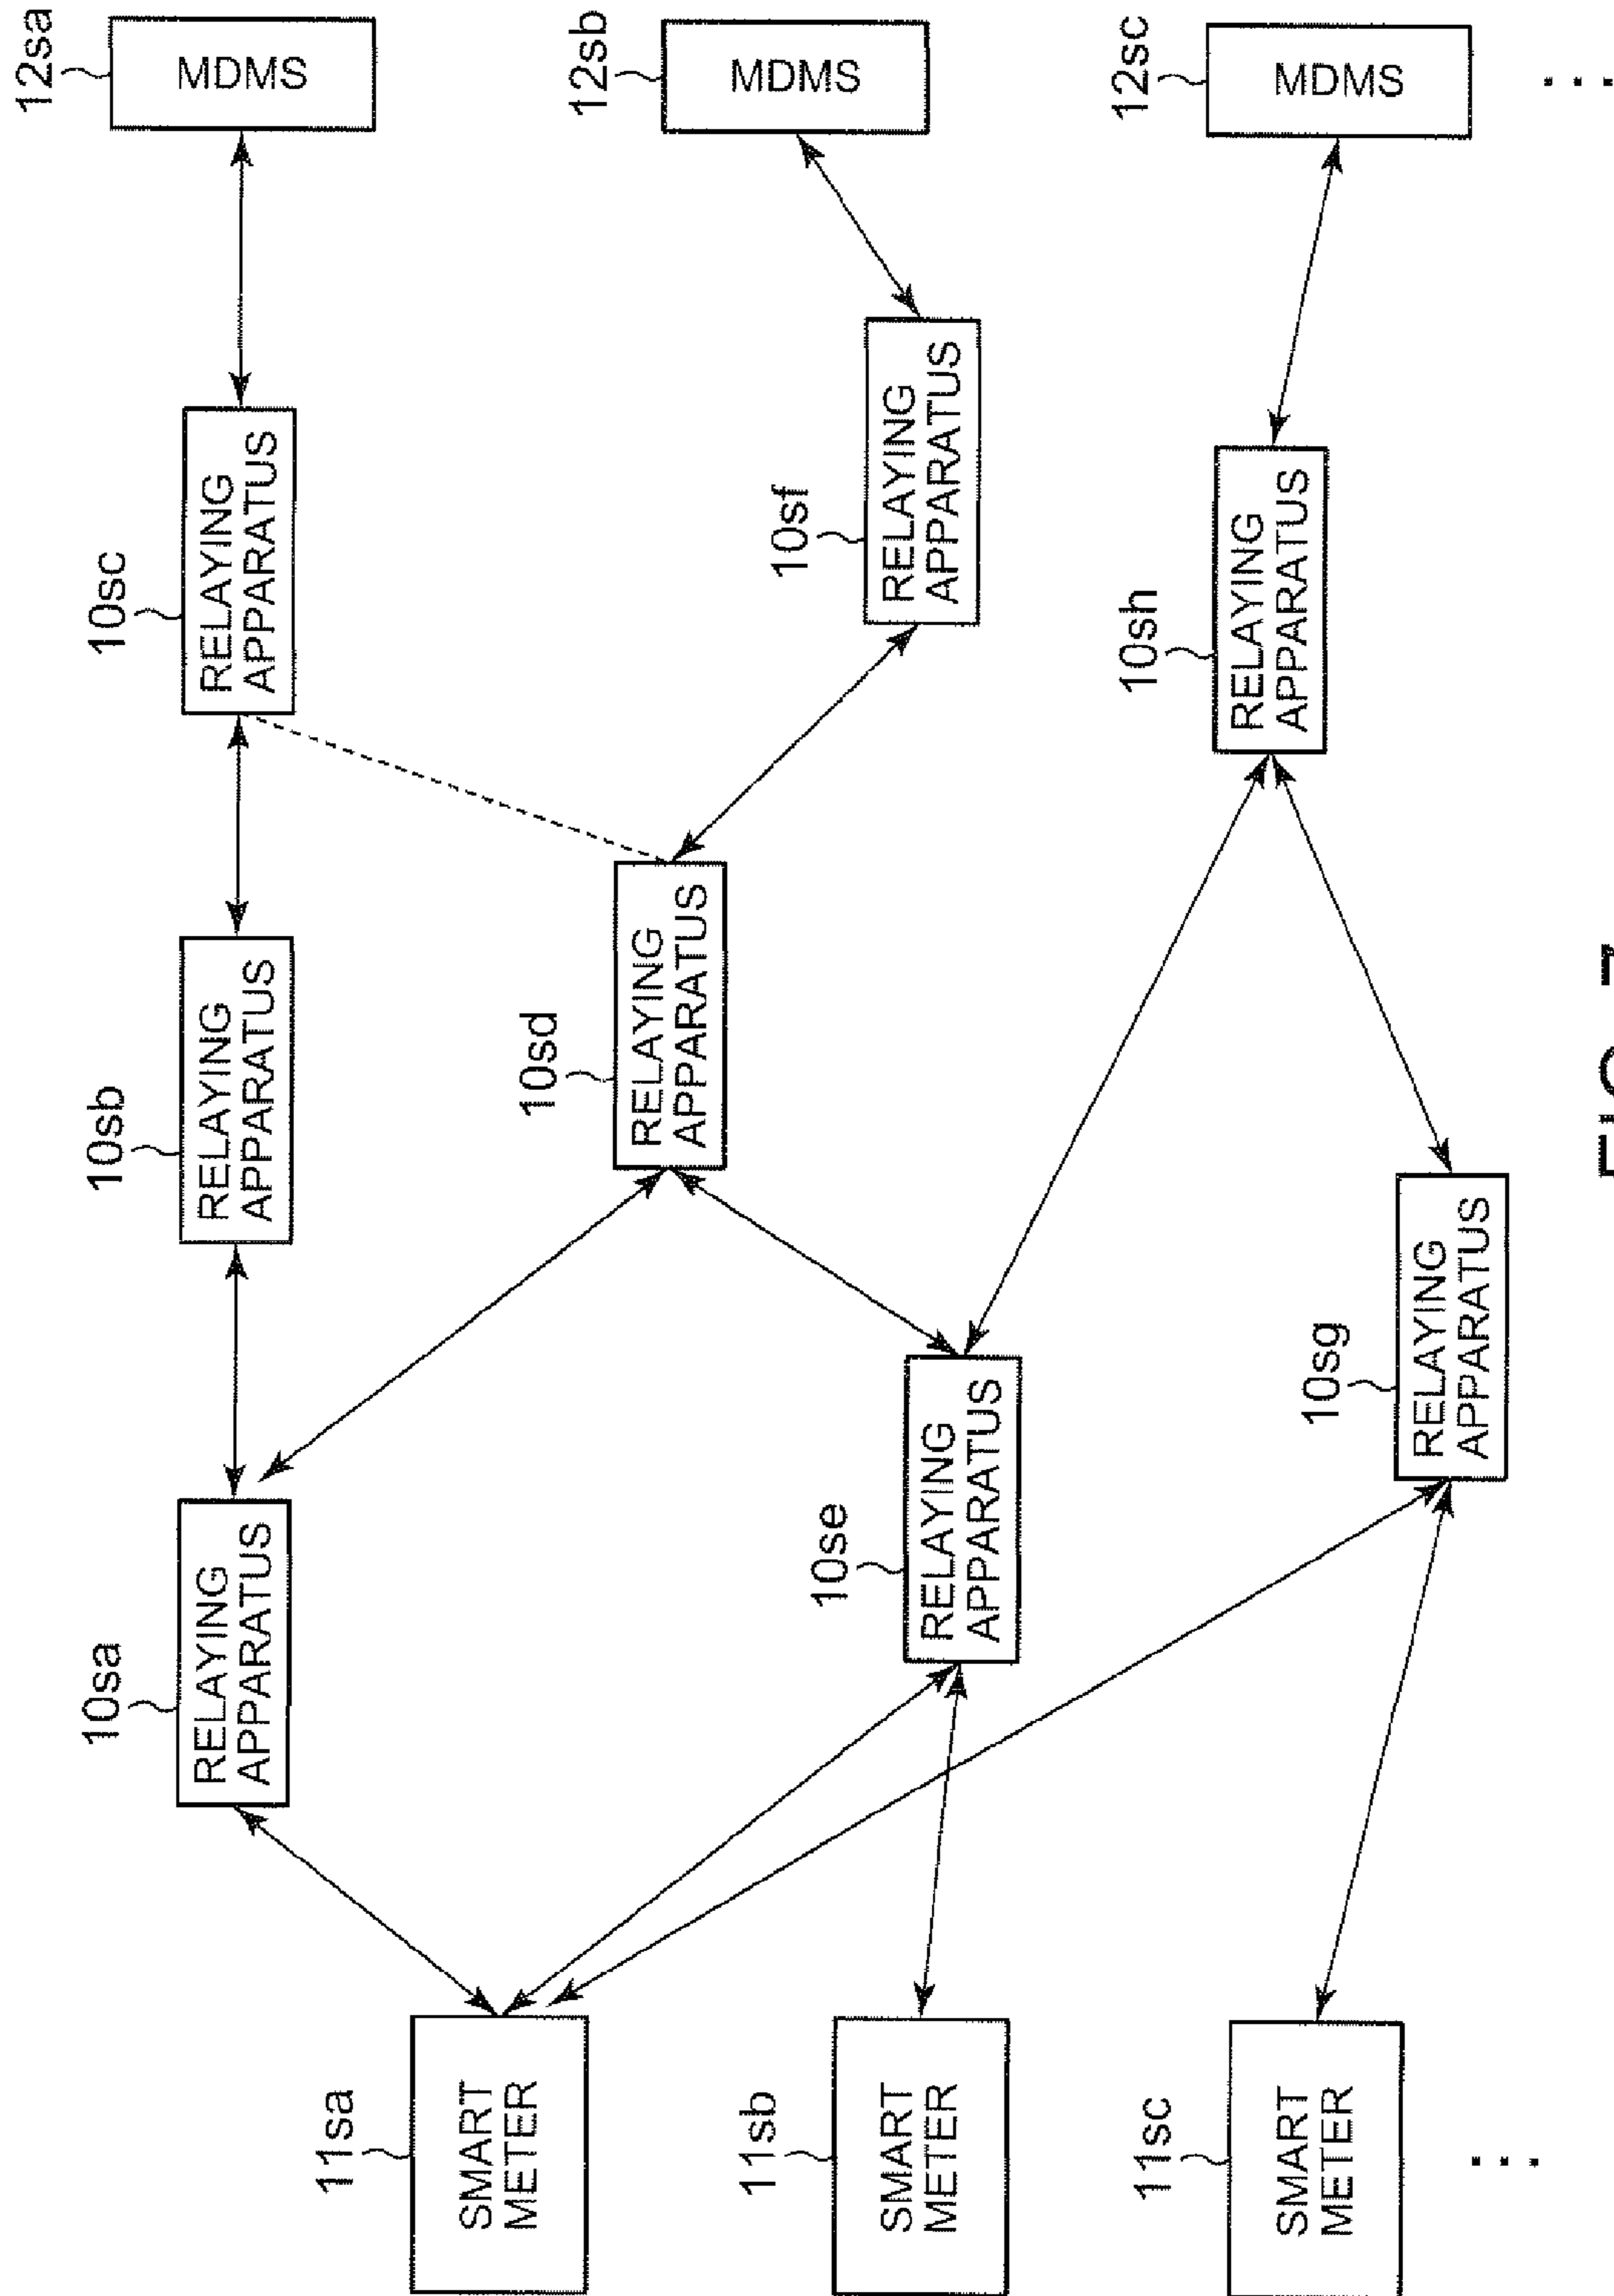 12sa
MDMS
10sa
RELAYING
APPARATUS
10sb
RELAYING
APPARATUS
10sc
RELAYING
APPARATUS
11sa
SMART
METER
10sd
RELAYING
APPARATUS
12sb
MDMS
11sb
SMART
METER
10se
RELAYING
APPARATUS
10sf
RELAYING
APPARATUS
11sc
SMART
METER
10sg
RELAYING
APPARATUS
10sh
RELAYING
APPARATUS
12sc
MDMS
...
...